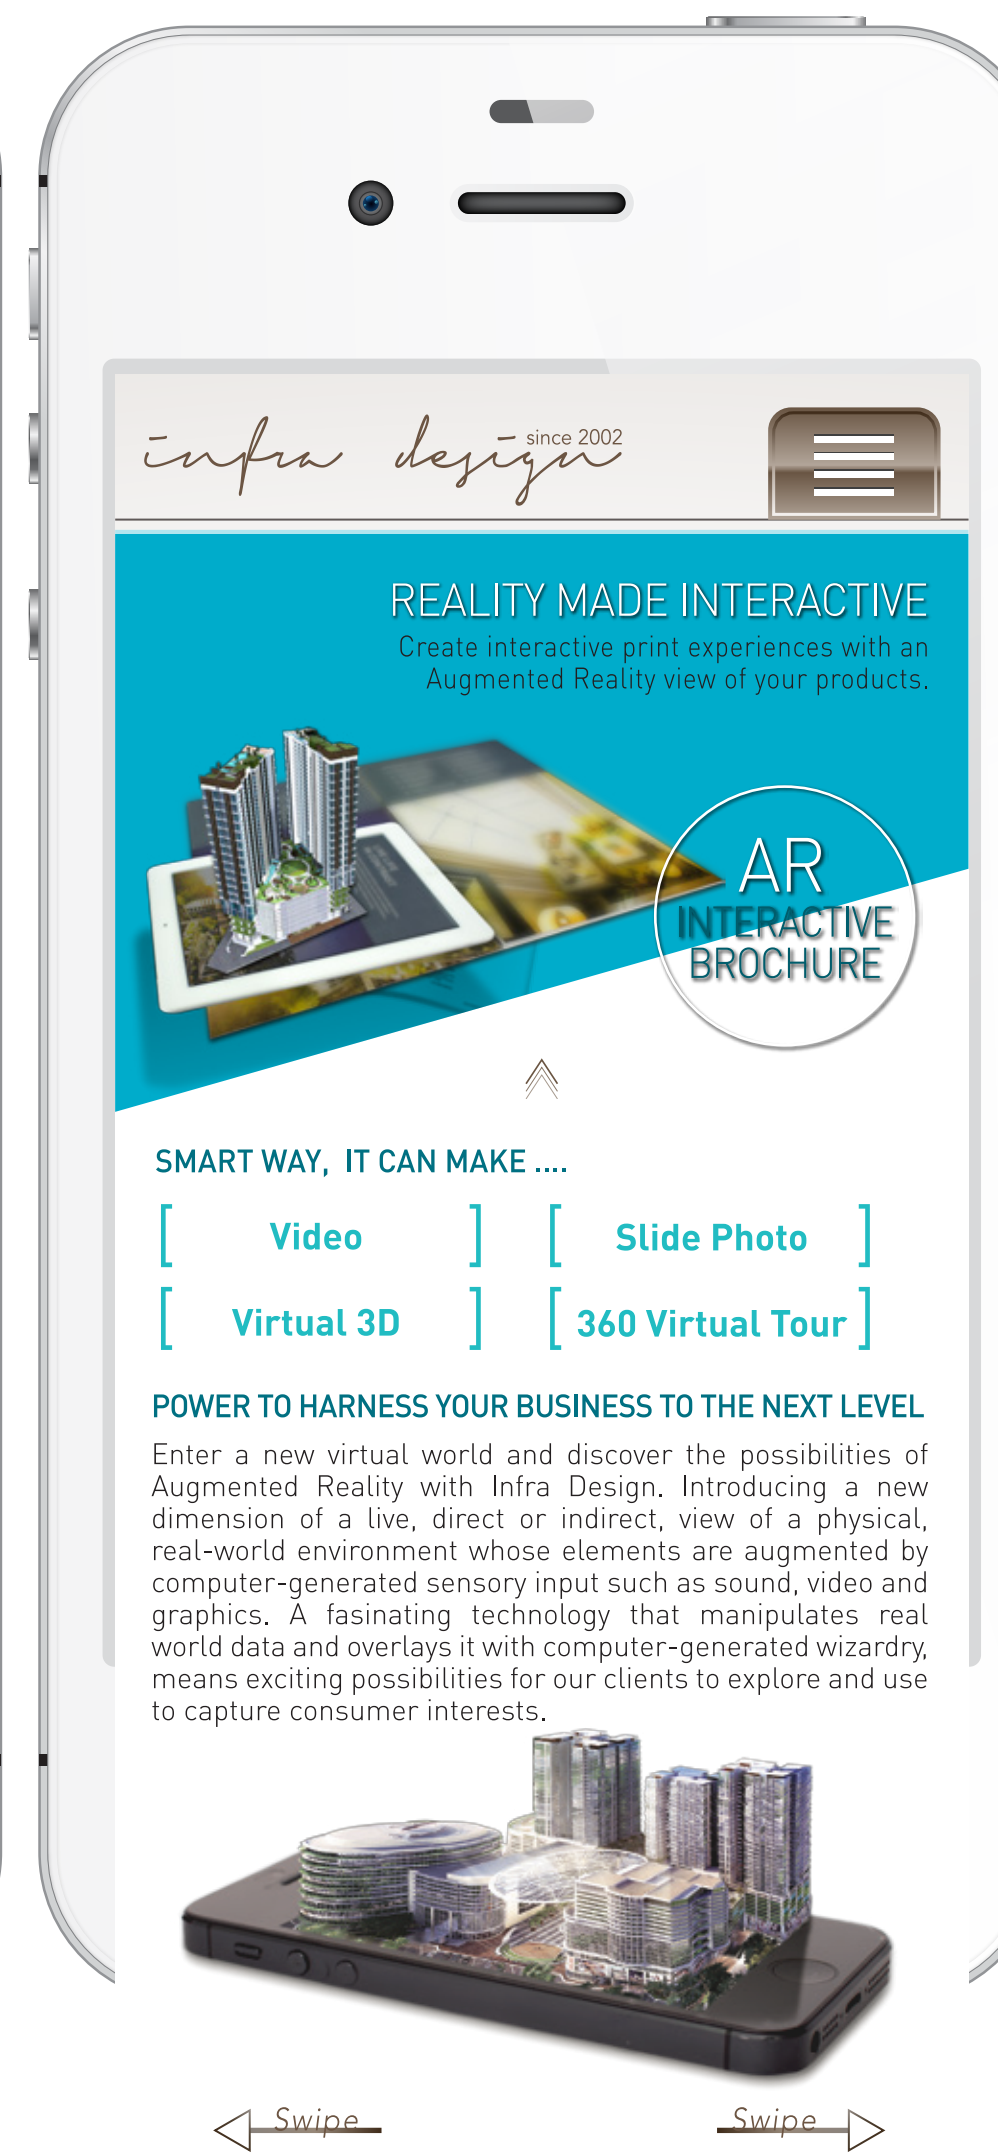 infra design since 2002
REALITY MADE INTERACTIVE
Create interactive print experiences with an
Augmented Reality view of your products.
AR
INTERACTIVE
BROCHURE
SMART WAY, IT CAN MAKE ....
[ Video ] [ Slide Photo ]
[ Virtual 3D ] [ 360 Virtual Tour ]
POWER TO HARNESS YOUR BUSINESS TO THE NEXT LEVEL
Enter a new virtual world and discover the possibilities of
Augmented Reality with Infra Design. Introducing a new
dimension of a live, direct or indirect, view of a physical,
real-world environment whose elements are augmented by
computer-generated sensory input such as sound, video and
graphics. A fasinating technology that manipulates real
world data and overlays it with computer-generated wizardry,
means exciting possibilities for our clients to explore and use
to capture consumer interests.
Swipe Swipe